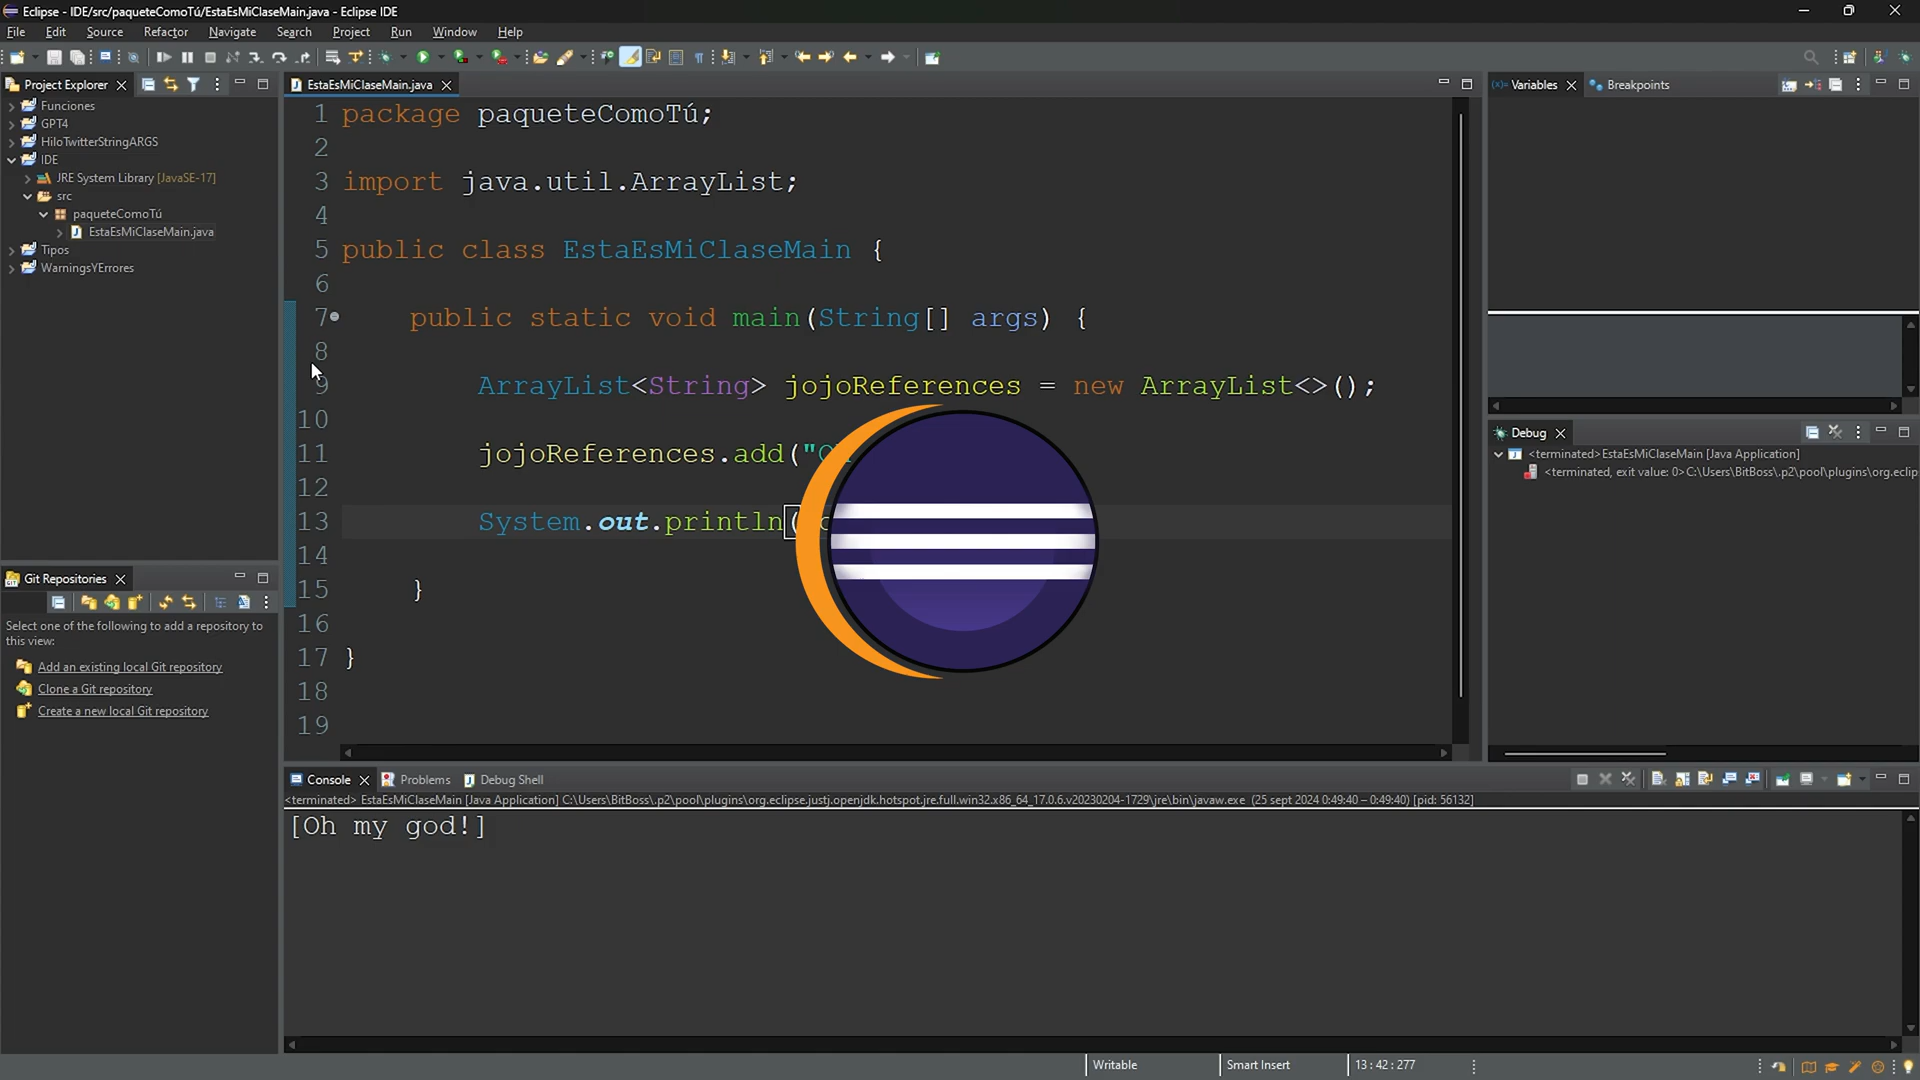 Eclipse - IDE/src/paqueteComoTú/EstaEsMiClaseMain.java - Eclipse IDE
File Edit Source Refactor Navigate Search Project Run Window Help
Project Explorer
Funciones
GPT4
HiloTwitterStringARGS
IDE
JRE System Library [JavaSE-17]
src
paqueteComoTú
EstaEsMiClaseMain.java
Tipos
WarningsYErrores
Git Repositories
Select one of the following to add a repository to
this view:
Add an existing local Git repository
Clone a Git repository
Create a new local Git repository
EstaEsMiClaseMain.java
1 package paqueteComoTú;
2
3 import java.util.ArrayList;
4
5 public class EstaEsMiClaseMain {
6
7 public static void main(String[] args) {
8
9 ArrayList<String> jojoReferences = new ArrayList<>();
10
11 jojoReferences.add("O
12
13 System.out.println(
14
15 }
16
17 }
18
19
(x)= Variables Breakpoints
Debug
<terminated>EstaEsMiClaseMain [Java Application]
<terminated, exit value: 0>C:\Users\BitBoss\.p2\pool\plugins\org.eclip
Console Problems Debug Shell
<terminated> EstaEsMiClaseMain [Java Application] C:\Users\BitBoss\.p2\pool\plugins\org.eclipse.justj.openjdk.hotspot.jre.full.win32.x86_64_17.0.6.v20230204-1729\jre\bin\javaw.exe (25 sept 2024 0:49:40 – 0:49:40) [pid: 56132]
[Oh my god!]
Writable Smart Insert 13 : 42 : 277